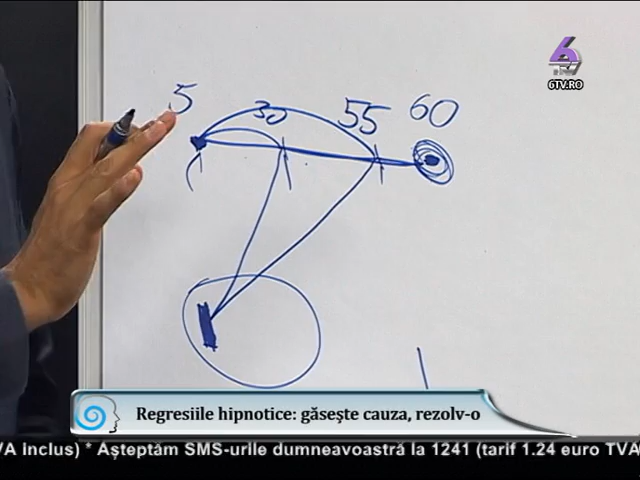 6
6TV.RO
5 30 55 60
Regresiile hipnotice: găsește cauza, rezolv-o
VA inclus) * Așteptăm SMS-urile dumneavoastră la 1241 (tarif 1.24 euro TVA